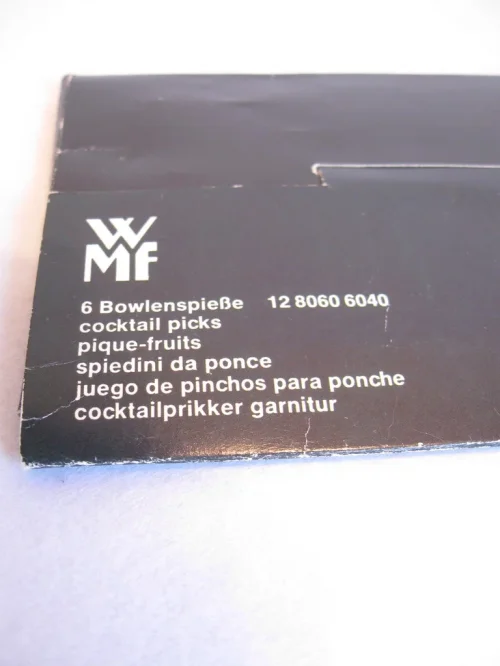 WMF
6 Bowlenspieße 12 8060 6040
cocktail picks
pique-fruits
spiedini da ponce
juego de pinchos para ponche
cocktailprikker garnitur